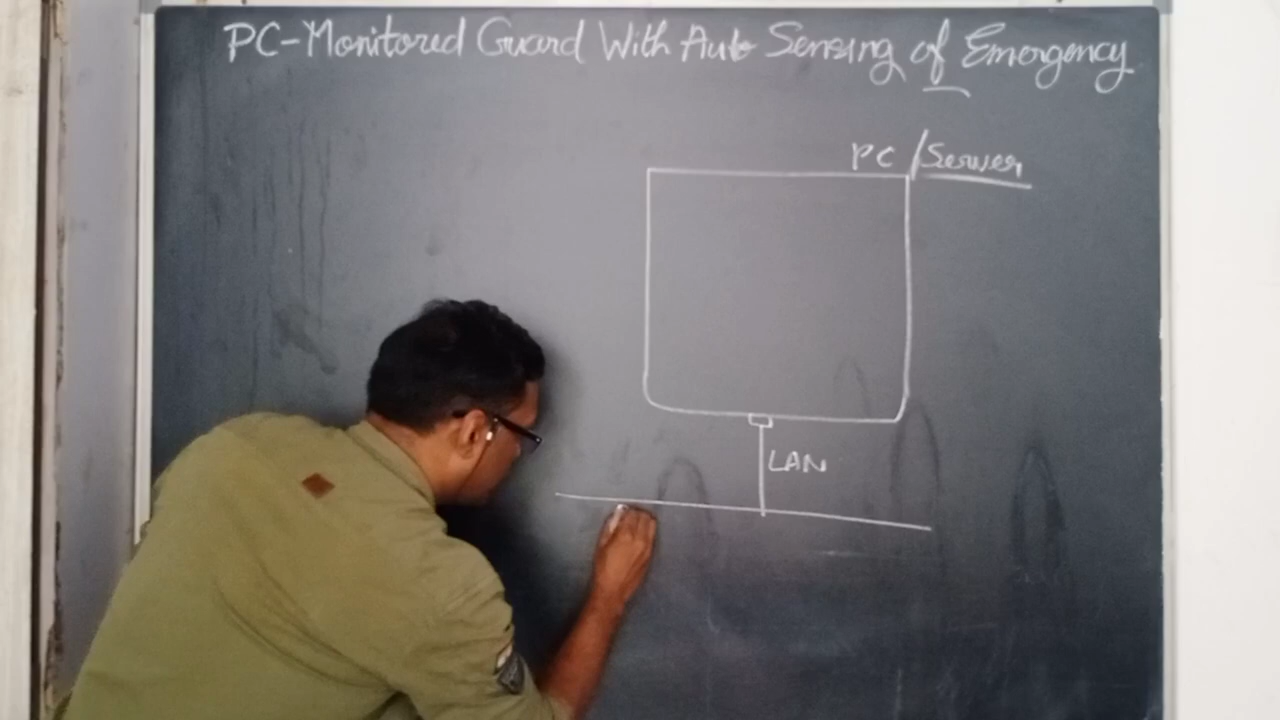 PC-Monitored Guard With Auto Sensing of Emergency
PC/Server
LAN